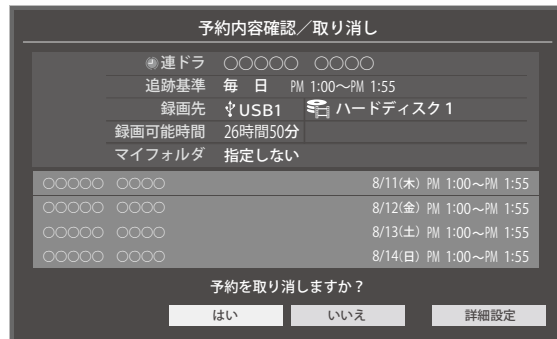 予約内容確認／取り消し
連ドラ ○○○○○ ○○○○
追跡基準 毎 日 PM 1:00～PM 1:55
録画先 USB1 ハードディスク1
録画可能時間 26時間50分
マイフォルダ 指定しない
○○○○○ ○○○○ 8/11(木) PM 1:00～PM 1:55
○○○○○ ○○○○ 8/12(金) PM 1:00～PM 1:55
○○○○○ ○○○○ 8/13(土) PM 1:00～PM 1:55
○○○○○ ○○○○ 8/14(日) PM 1:00～PM 1:55
予約を取り消しますか？
はい いいえ 詳細設定